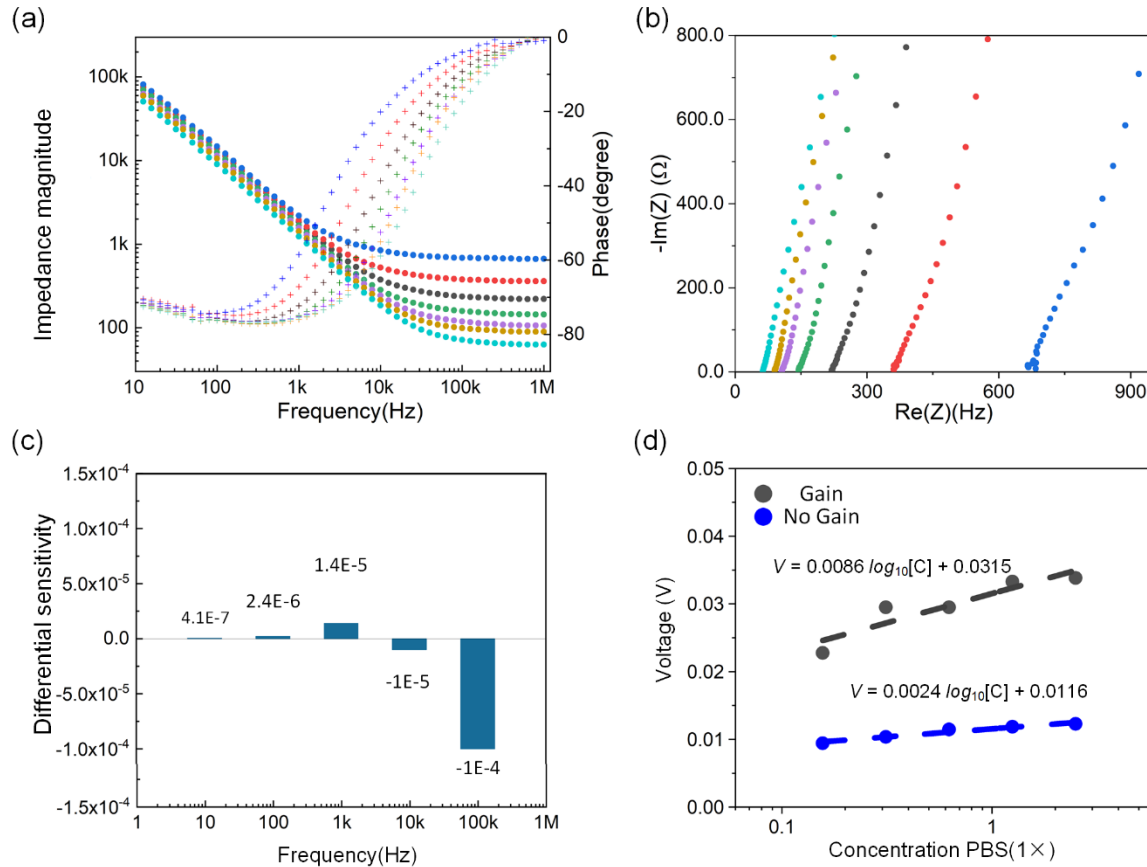 (a)
100k
10k
1k
100
10
100
1k
10k
100k
1M
Frequency(Hz)
Impedance magnitude
0
-20
-40
-60
-80
Phase(degree)
(b)
800.0
600.0
400.0
200.0
0.0
0
300
600
900
-Im(Z) (Ω)
Re(Z)(Hz)
(c)
1.5x10⁻⁴
1.0x10⁻⁴
5.0x10⁻⁵
0.0
-5.0x10⁻⁵
-1.0x10⁻⁴
-1.5x10⁻⁴
Differential sensitivity
4.1E-7
2.4E-6
1.4E-5
-1E-5
-1E-4
1
10
100
1k
10k
100k
1M
Frequency(Hz)
(d)
0.05
0.04
0.03
0.02
0.01
0.00
Voltage (V)
Gain
No Gain
V = 0.0086 log₁₀[C] + 0.0315
V = 0.0024 log₁₀[C] + 0.0116
0.1
1
Concentration PBS(1×)